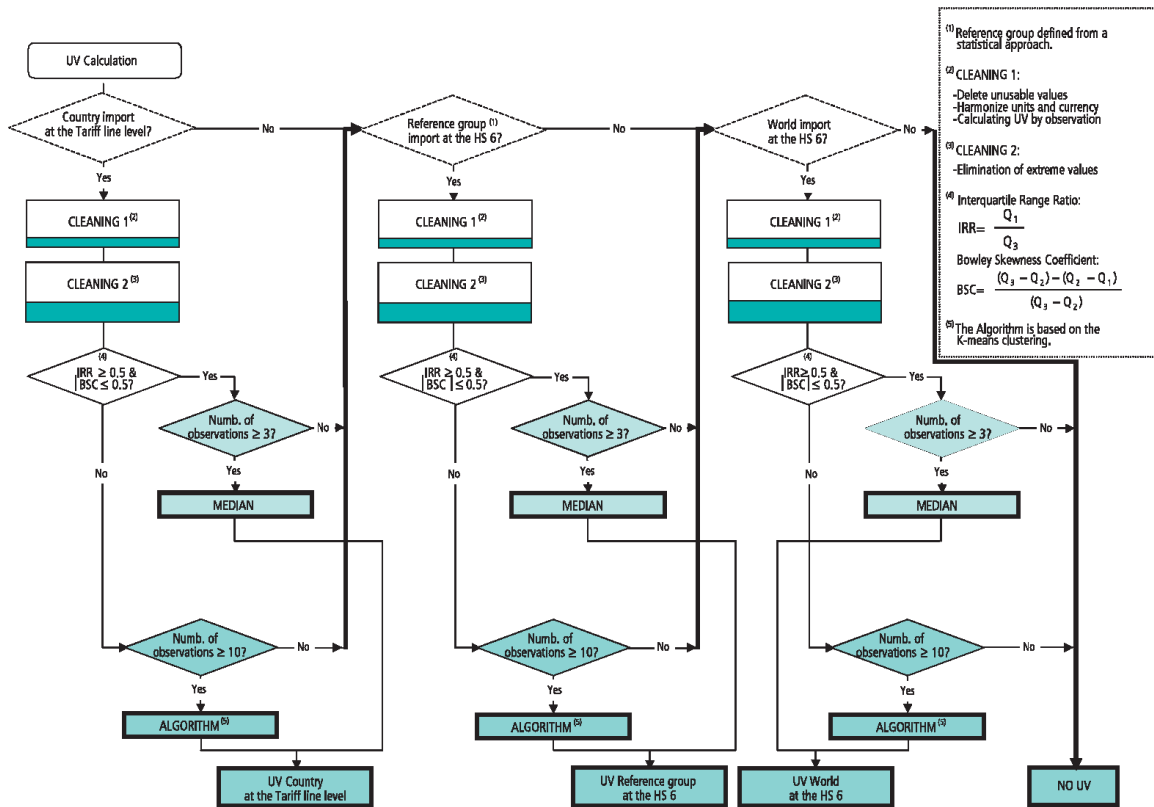 UV Calculation
Country import
at the Tariff line level?
No
Yes
CLEANING 1(2)
CLEANING 2(3)
(4)
IRR ≥ 0.5 &
|BSC ≤ 0.5?
Yes
No
Numb. of
observations ≥ 3?
No
Yes
MEDIAN
Numb. of
observations ≥ 10?
No
Yes
ALGORITHM(5)
UV Country
at the Tariff line level
Reference group (1)
import at the HS 6?
No
Yes
CLEANING 1(2)
CLEANING 2(3)
(4)
IRR ≥ 0.5 &
|BSC| ≤ 0.5?
Yes
No
Numb. of
observations ≥ 3?
No
Yes
MEDIAN
Numb. of
observations ≥ 10?
No
Yes
ALGORITHM(5)
UV Reference group
at the HS 6
World import
at the HS 6?
No
Yes
CLEANING 1(2)
CLEANING 2(3)
(4)
IRR ≥ 0.5 &
|BSC| ≤ 0.5?
Yes
No
Numb. of
observations ≥ 3?
No
Yes
MEDIAN
Numb. of
observations ≥ 10?
No
Yes
ALGORITHM(5)
UV World
at the HS 6
NO UV
(1) Reference group defined from a
statistical approach.
(2) CLEANING 1:
-Delete unusable values
-Harmonize units and currency
-Calculating UV by observation
(3) CLEANING 2:
-Elimination of extreme values
(4) Interquartile Range Ratio:
IRR= Q1 / Q3
Bowley Skewness Coefficient:
BSC= (Q3 − Q2) − (Q2 − Q1) / (Q3 − Q2)
(5) The Algorithm is based on the
K-means clustering.